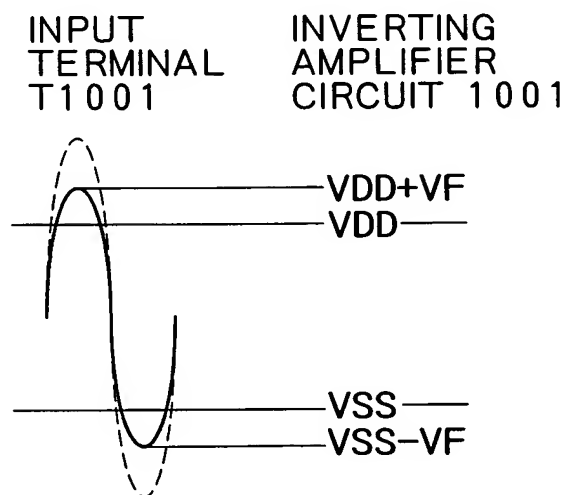 INPUT
TERMINAL
T1001
INVERTING
AMPLIFIER
CIRCUIT 1001
VDD+VF
VDD
VSS
VSS-VF